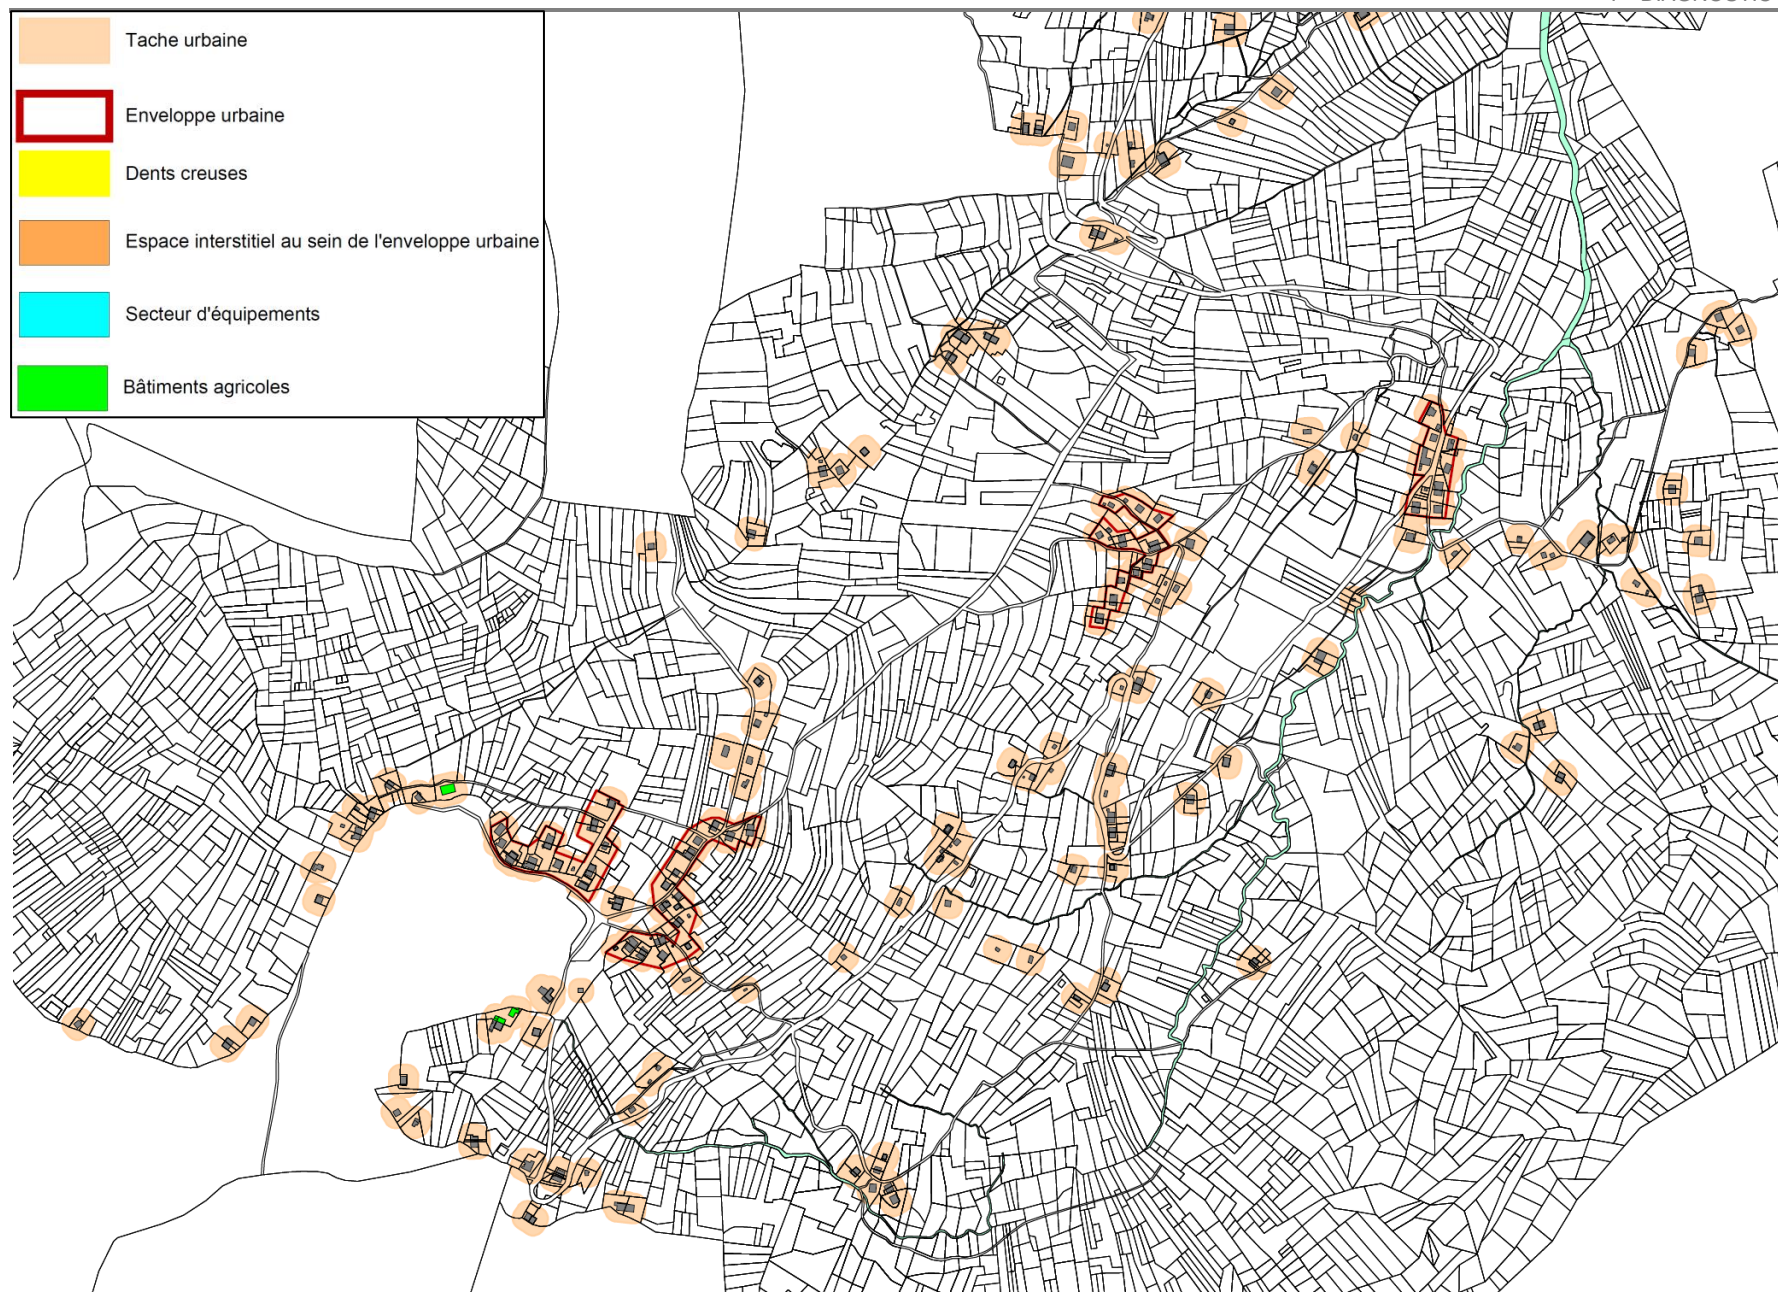 Tache urbaine
Enveloppe urbaine
Dents creuses
Espace interstitiel au sein de l'enveloppe urbaine
Secteur d'équipements
Bâtiments agricoles